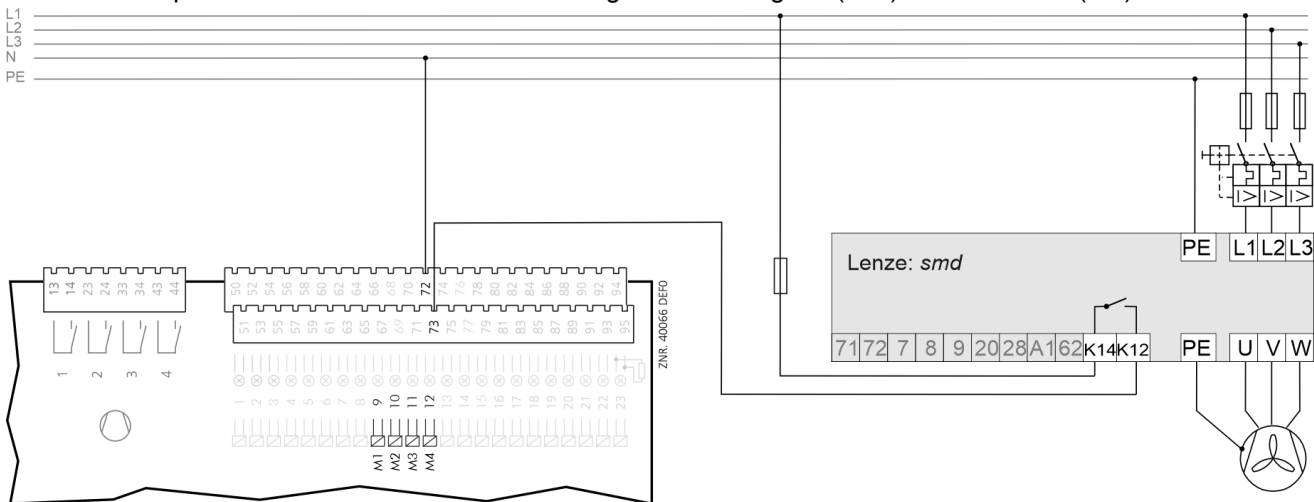 L1
L2
L3
N
PE
Lenze: smd
PE L1 L2 L3
71 72 7 8 9 20 28 A1 62 K14 K12 PE U V W
13 14 23 24 33 34 43 44
50 52 54 56 58 60 62 64 66 68 70 72 74 76 78 80 82 84 86 88 90 92 94
51 53 55 57 59 61 63 65 67 69 71 73 75 77 79 81 83 85 87 89 91 93 95
ZNR. 40066 DEF0
1 2 3 4
1 2 3 4 5 6 7 8 9 10 11 12 13 14 15 16 17 18 19 20 21 22 23
M1 M2 M3 M4